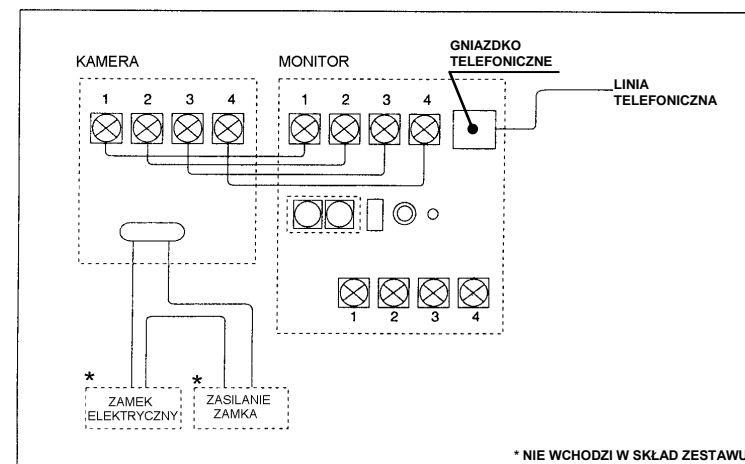 GNIAZDKO
TELEFONICZNE
KAMERA
MONITOR
LINIA
TELEFONICZNA
1 2 3 4
1 2 3 4
1 2 3 4
*
ZAMEK
ELEKTRYCZNY
*
ZASILANIE
ZAMKA
* NIE WCHODZI W SKŁAD ZESTAWU